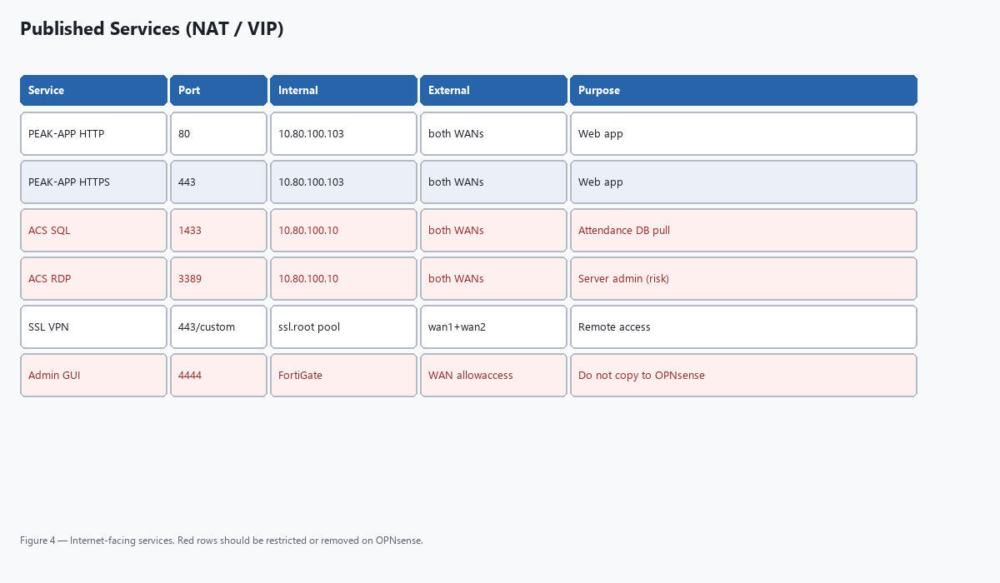 Published Services (NAT / VIP)
Service Port Internal External Purpose
PEAK-APP HTTP 80 10.80.100.103 both WANs Web app
PEAK-APP HTTPS 443 10.80.100.103 both WANs Web app
ACS SQL 1433 10.80.100.10 both WANs Attendance DB pull
ACS RDP 3389 10.80.100.10 both WANs Server admin (risk)
SSL VPN 443/custom ssl.root pool wan1+wan2 Remote access
Admin GUI 4444 FortiGate WAN allowaccess Do not copy to OPNsense
Figure 4 — Internet-facing services. Red rows should be restricted or removed on OPNsense.